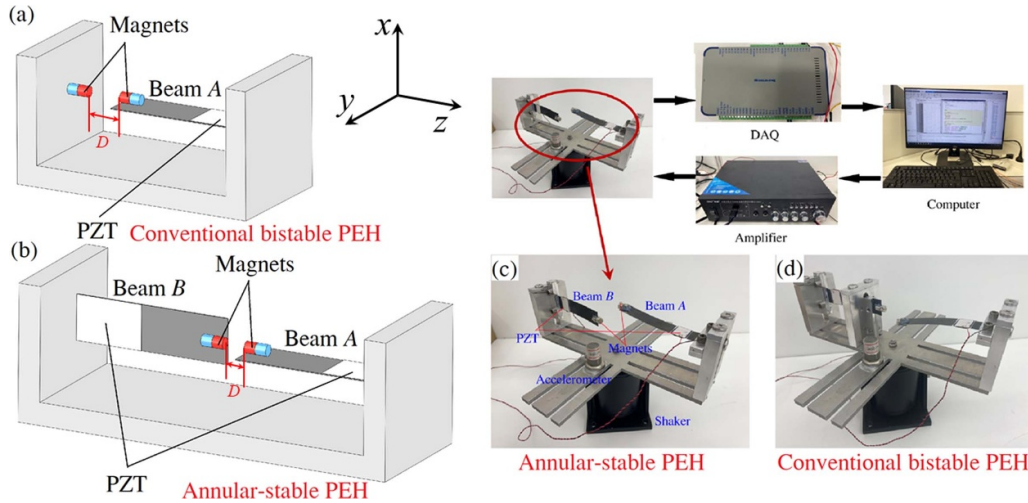 (a)
Magnets
Beam A
D
PZT
Conventional bistable PEH
x
y
z
(b)
Beam B
Magnets
Beam A
D
PZT
Annular-stable PEH
DAQ
Computer
Amplifier
(c)
Beam B
Beam A
PZT
Magnets
Accelerometer
Shaker
Annular-stable PEH
(d)
Conventional bistable PEH